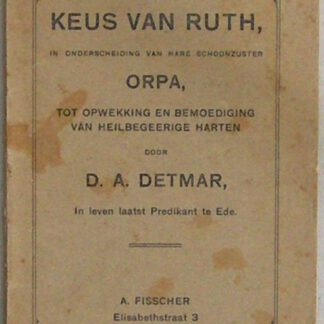 KEUS VAN RUTH,
IN ONDERSCHEIDING VAN HARE SCHOONZUSTER
ORPA,
TOT OPWEKKING EN BEMOEDIGING
VAN HEILBEGEERIGE HARTEN
DOOR
D. A. DETMAR,
In leven laatst Predikant te Ede.
A. FISSCHER
Elisabethstraat 3